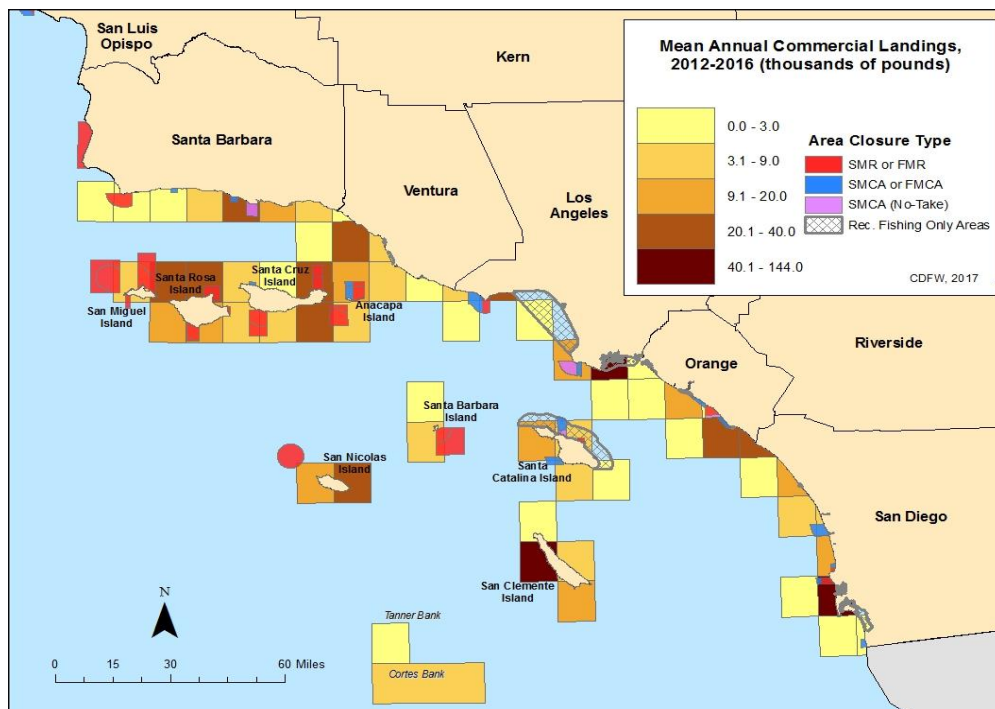 San Luis
Opispo
Kern
Santa Barbara
Ventura
Los
Angeles
Mean Annual Commercial Landings,
2012-2016 (thousands of pounds)
0.0 - 3.0
3.1 - 9.0
9.1 - 20.0
20.1 - 40.0
40.1 - 144.0
Area Closure Type
SMR or FMR
SMCA or FMCA
SMCA (No-Take)
Rec. Fishing Only Areas
CDFW, 2017
Santa Rosa
Island
Santa Cruz
Island
San Miguel
Island
Anacapa
Island
Riverside
Orange
Santa Barbara
Island
San Nicolas
Island
Santa
Catalina Island
San Diego
San Clemente
Island
N
Tanner Bank
Cortes Bank
0 15 30 60 Miles